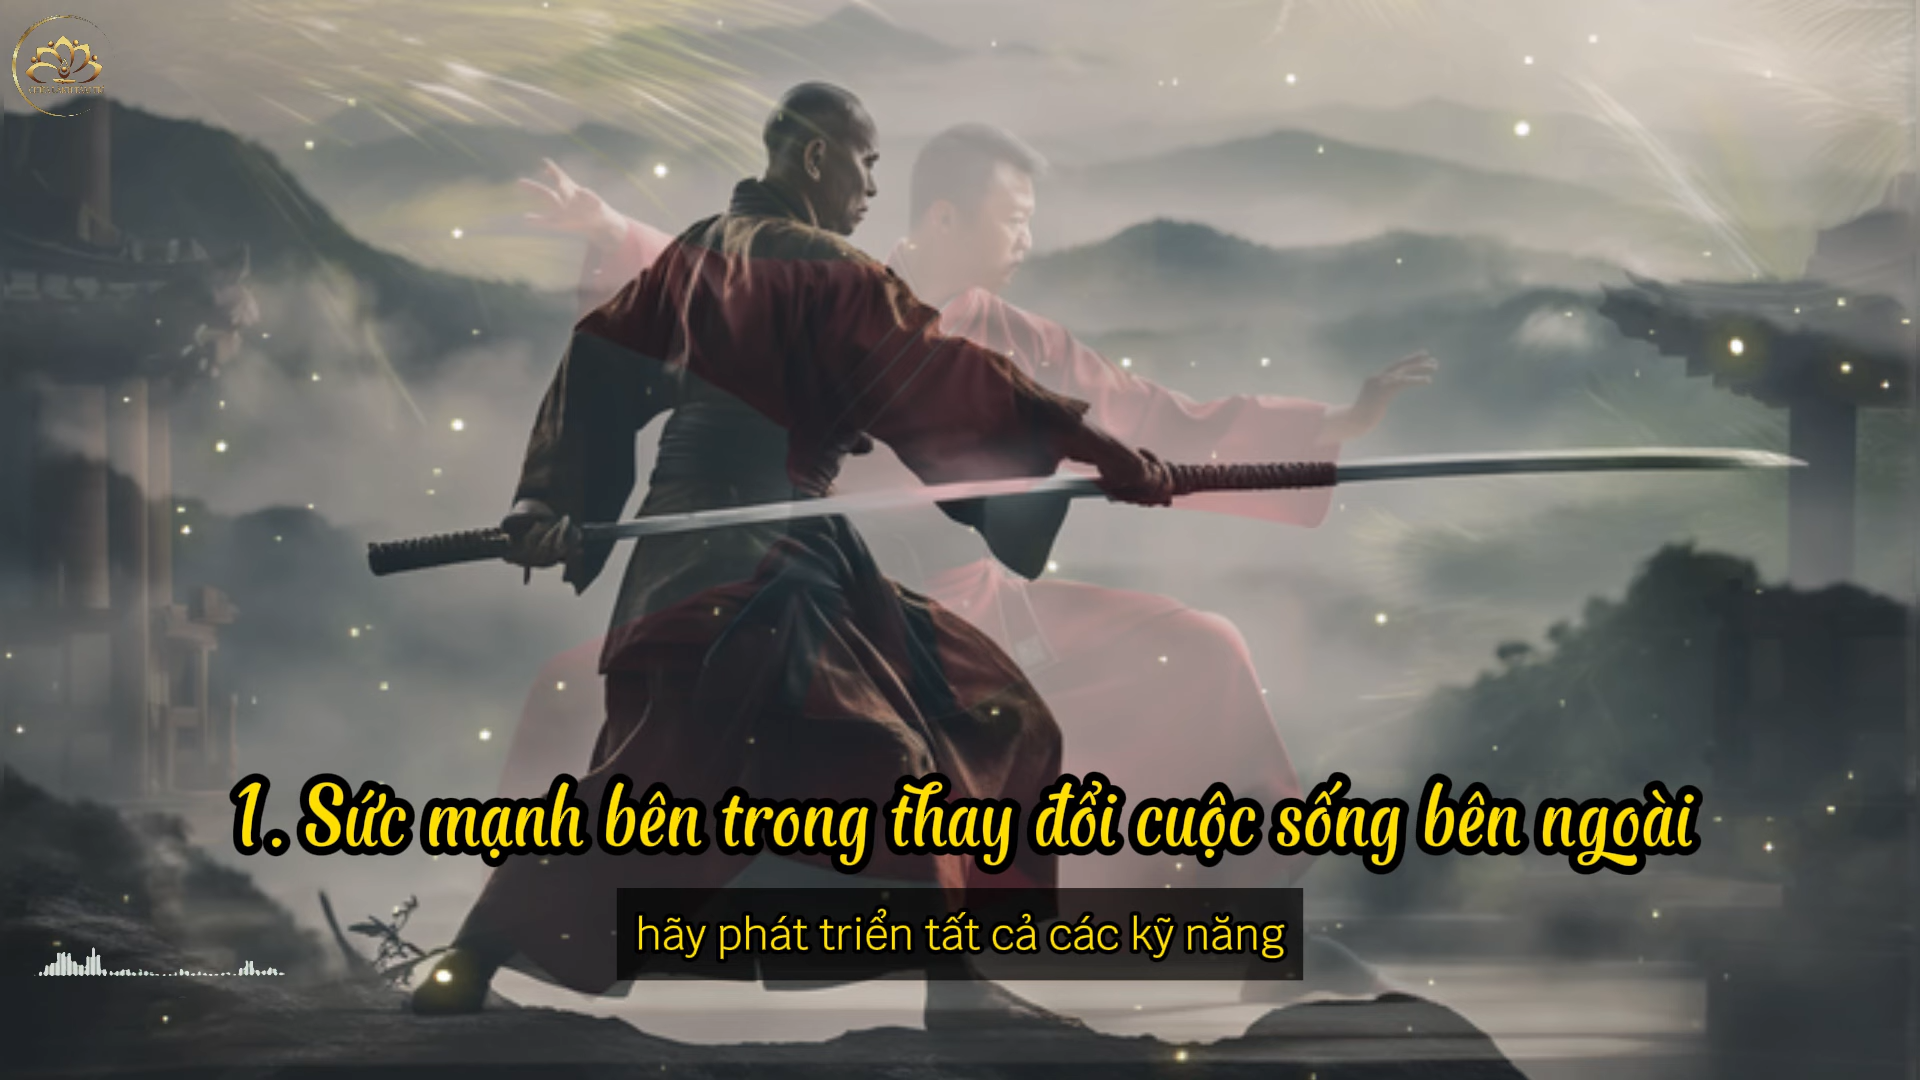 1. Sức mạnh bên trong thay đổi cuộc sống bên ngoài
hãy phát triển tất cả các kỹ năng